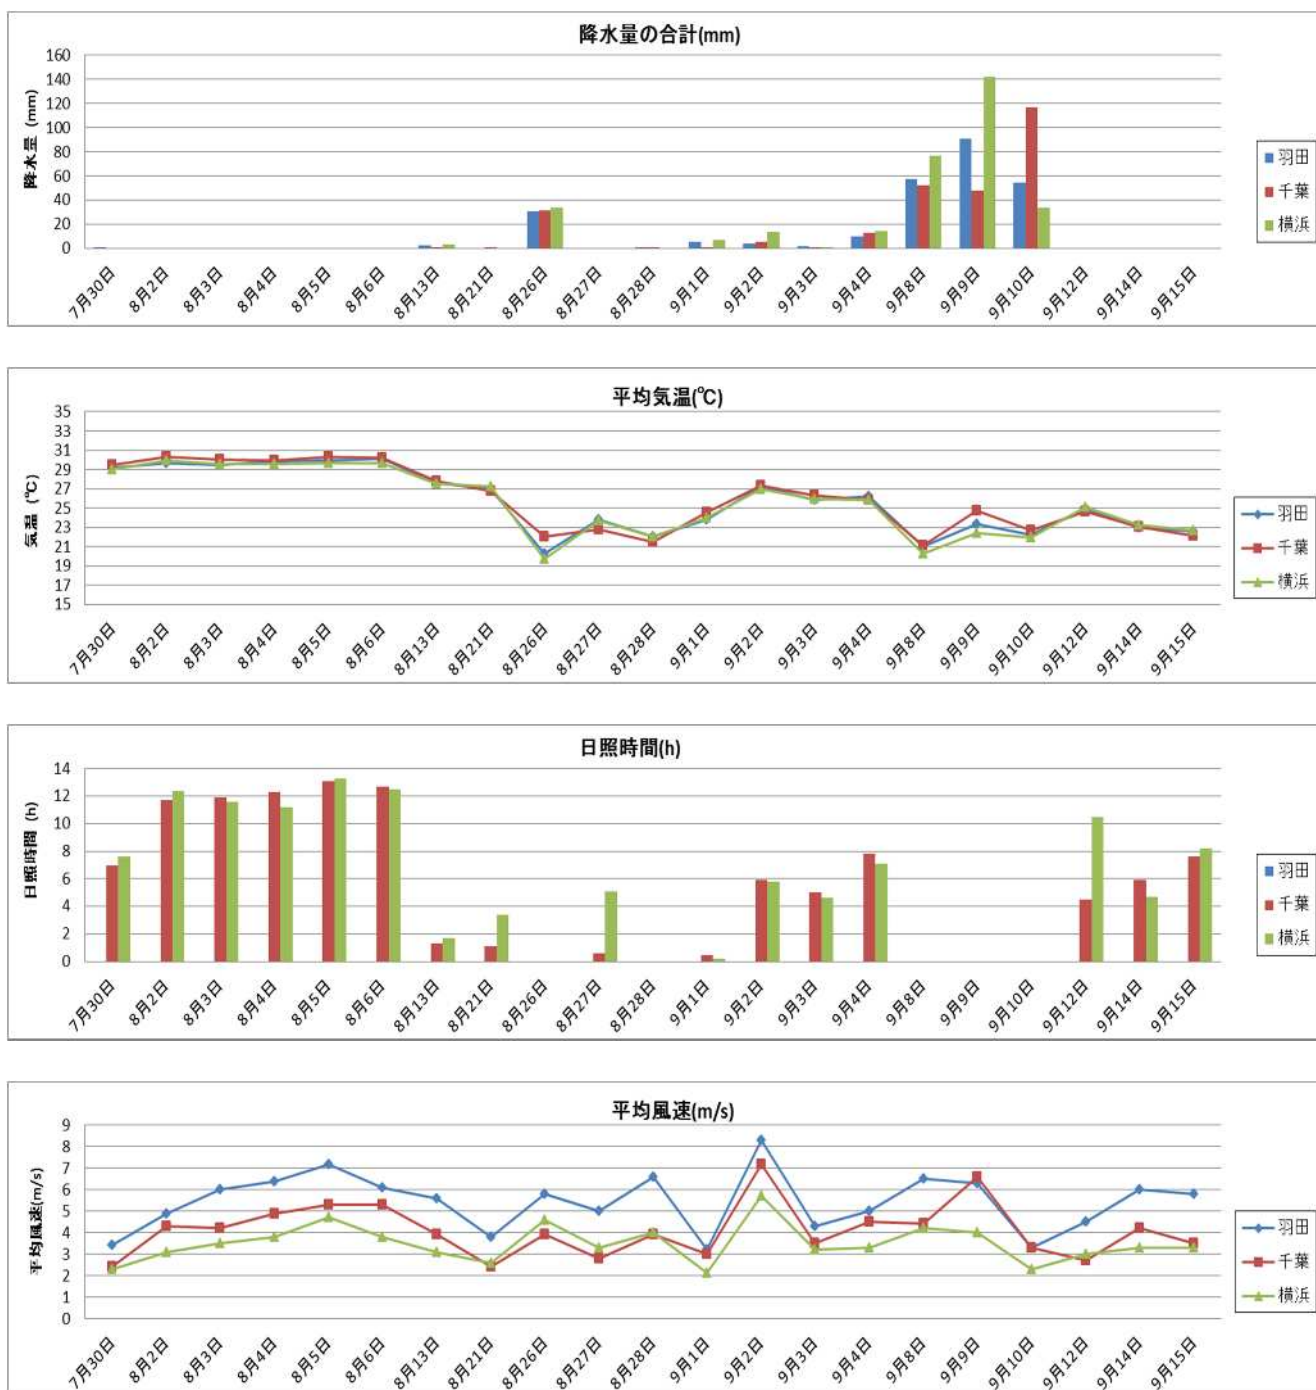 降水量の合計(mm)
降水量 (mm)
160
140
120
100
80
60
40
20
0
7月30日
8月2日
8月3日
8月4日
8月5日
8月6日
8月13日
8月21日
8月26日
8月27日
8月28日
9月1日
9月2日
9月3日
9月4日
9月8日
9月9日
9月10日
9月12日
9月14日
9月15日
羽田
千葉
横浜
平均気温(℃)
気温 (℃)
35
33
31
29
27
25
23
21
19
17
15
7月30日
8月2日
8月3日
8月4日
8月5日
8月6日
8月13日
8月21日
8月26日
8月27日
8月28日
9月1日
9月2日
9月3日
9月4日
9月8日
9月9日
9月10日
9月12日
9月14日
9月15日
羽田
千葉
横浜
日照時間(h)
日照時間 (h)
14
12
10
8
6
4
2
0
7月30日
8月2日
8月3日
8月4日
8月5日
8月6日
8月13日
8月21日
8月26日
8月27日
8月28日
9月1日
9月2日
9月3日
9月4日
9月8日
9月9日
9月10日
9月12日
9月14日
9月15日
羽田
千葉
横浜
平均風速(m/s)
平均風速(m/s)
9
8
7
6
5
4
3
2
1
0
7月30日
8月2日
8月3日
8月4日
8月5日
8月6日
8月13日
8月21日
8月26日
8月27日
8月28日
9月1日
9月2日
9月3日
9月4日
9月8日
9月9日
9月10日
9月12日
9月14日
9月15日
羽田
千葉
横浜